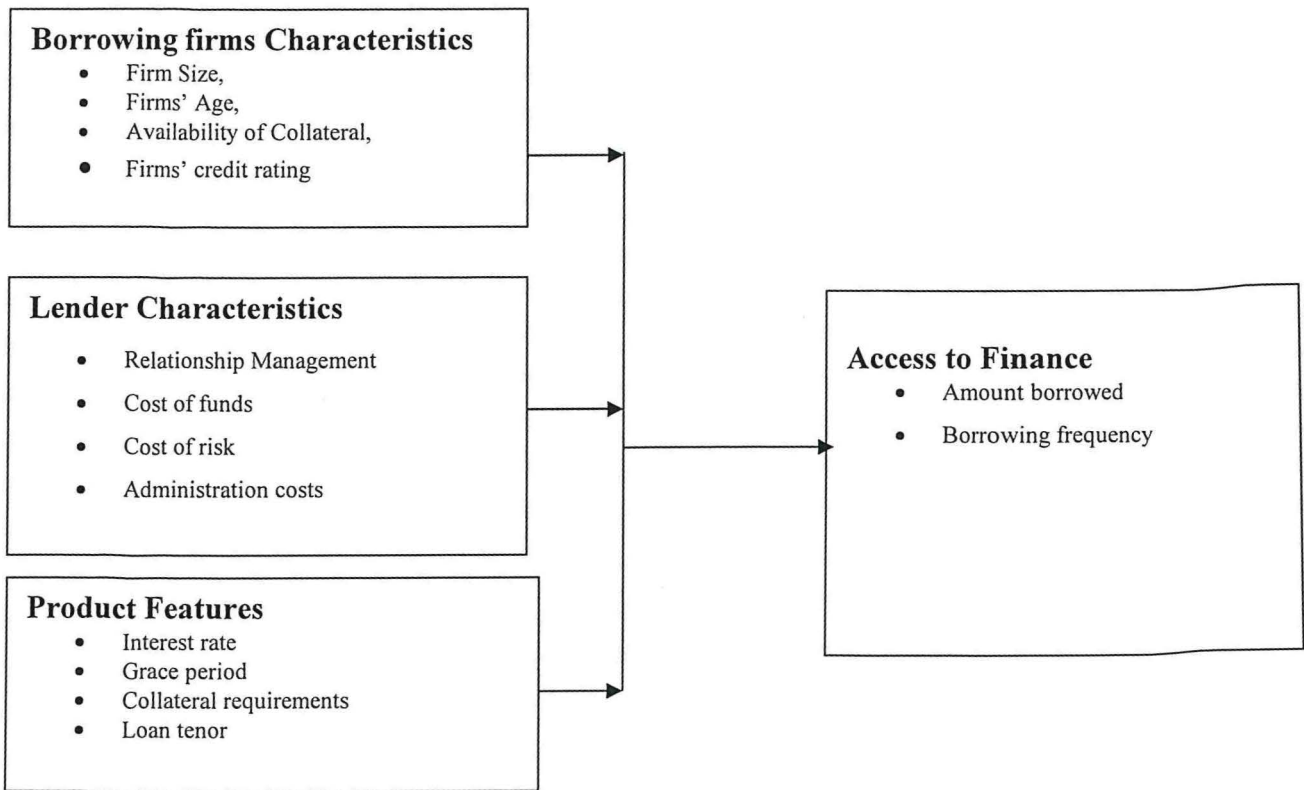 Borrowing firms Characteristics
• Firm Size,
• Firms’ Age,
• Availability of Collateral,
• Firms’ credit rating
Lender Characteristics
• Relationship Management
• Cost of funds
• Cost of risk
• Administration costs
Product Features
• Interest rate
• Grace period
• Collateral requirements
• Loan tenor
Access to Finance
• Amount borrowed
• Borrowing frequency